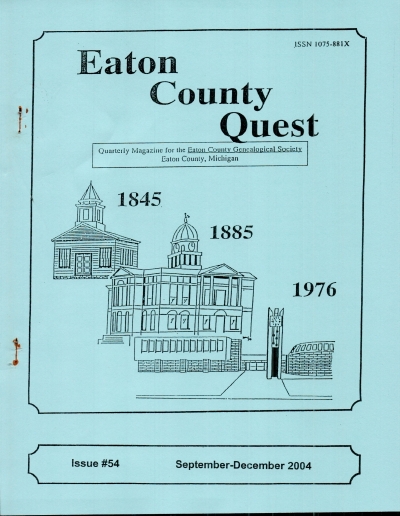 JSSN 1075-881X
Eaton
County
Quest
Quarterly Magazine for the Eaton County Genealogical Society
Eaton County, Michigan
1845
1885
1976
Issue #54
September-December 2004